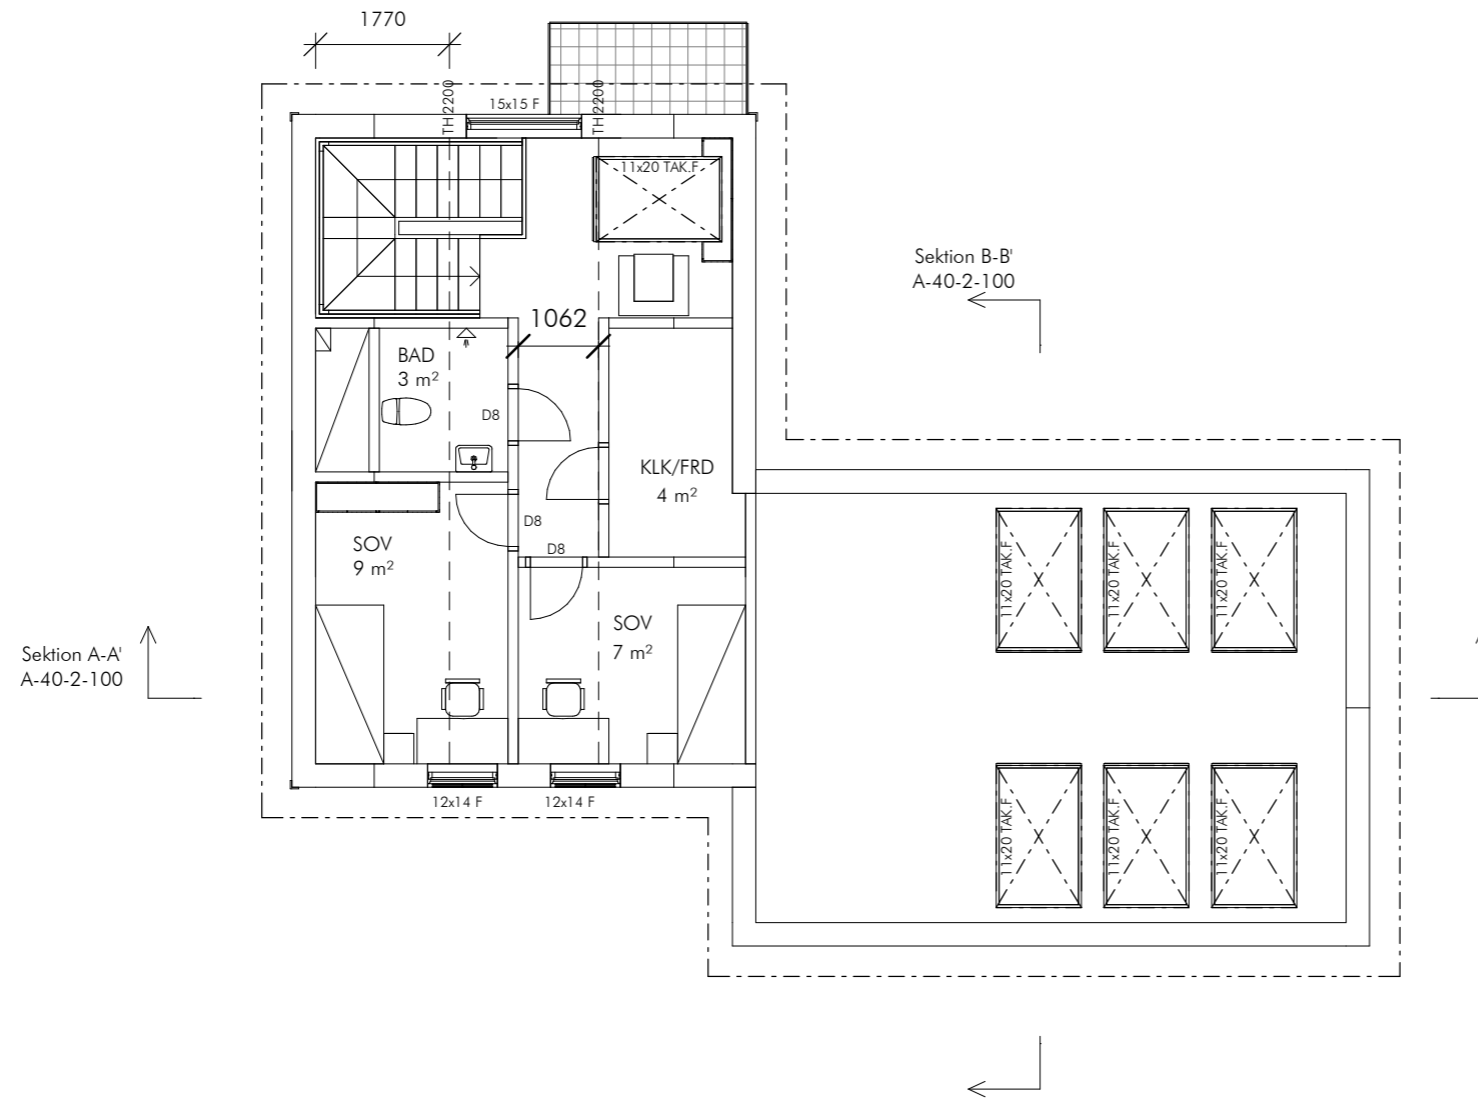 1770
TH 2200
15x15 F
TH 2200
11x20 TAK.F
Sektion B-B'
A-40-2-100
1062
BAD
3 m²
D8
KLK/FRD
4 m²
D8
D8
SOV
9 m²
SOV
7 m²
Sektion A-A'
A-40-2-100
11x20 TAK.F
11x20 TAK.F
11x20 TAK.F
12x14 F
12x14 F
11x20 TAK.F
11x20 TAK.F
11x20 TAK.F